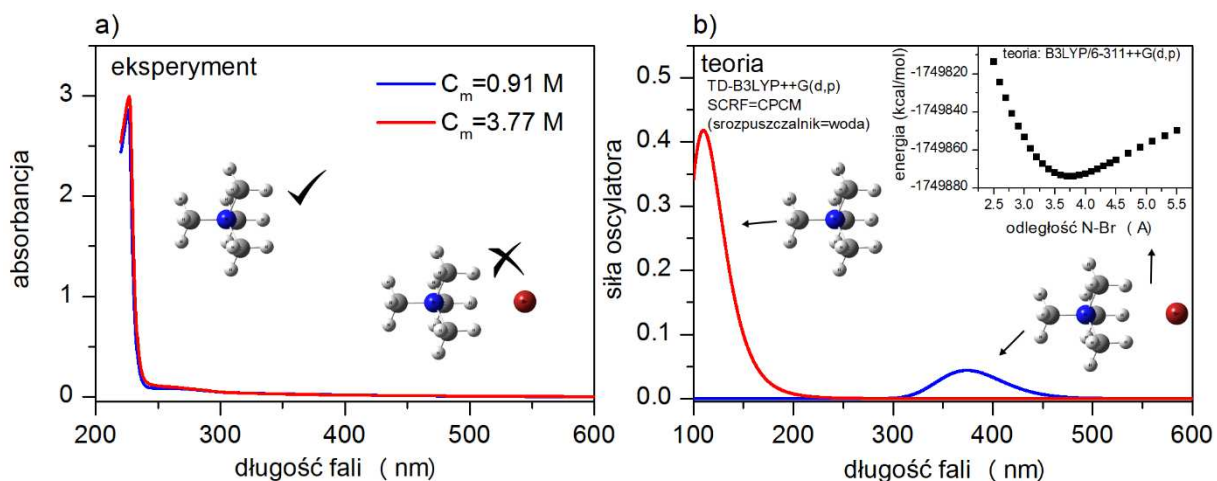 a)
eksperyment
C_m=0.91 M
C_m=3.77 M
absorbancja
3
2
1
0
200 300 400 500 600
długość fali ( nm)
b)
teoria
TD-B3LYP++G(d,p)
SCRF=CPCM
(srozpuszczalnik=woda)
siła oscylatora
0.5
0.4
0.3
0.2
0.1
0.0
100 200 300 400 500 600
długość fali ( nm)
teoria: B3LYP/6-311++G(d,p)
energia (kcal/mol)
-1749820
-1749840
-1749860
-1749880
2.5 3.0 3.5 4.0 4.5 5.0 5.5
odległość N-Br ( A)